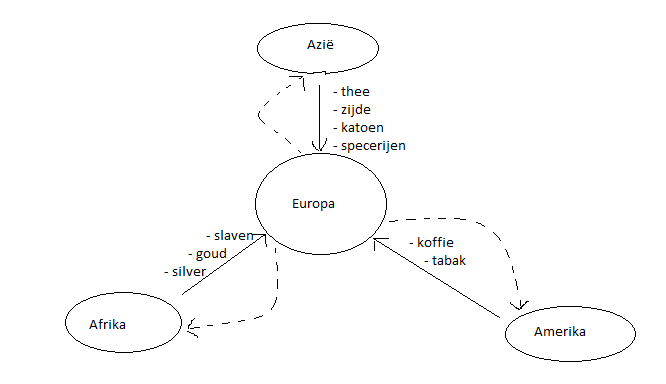 Azië
- thee
- zijde
- katoen
- specerijen
Europa
- slaven
- goud
- silver
- koffie
- tabak
Afrika
Amerika